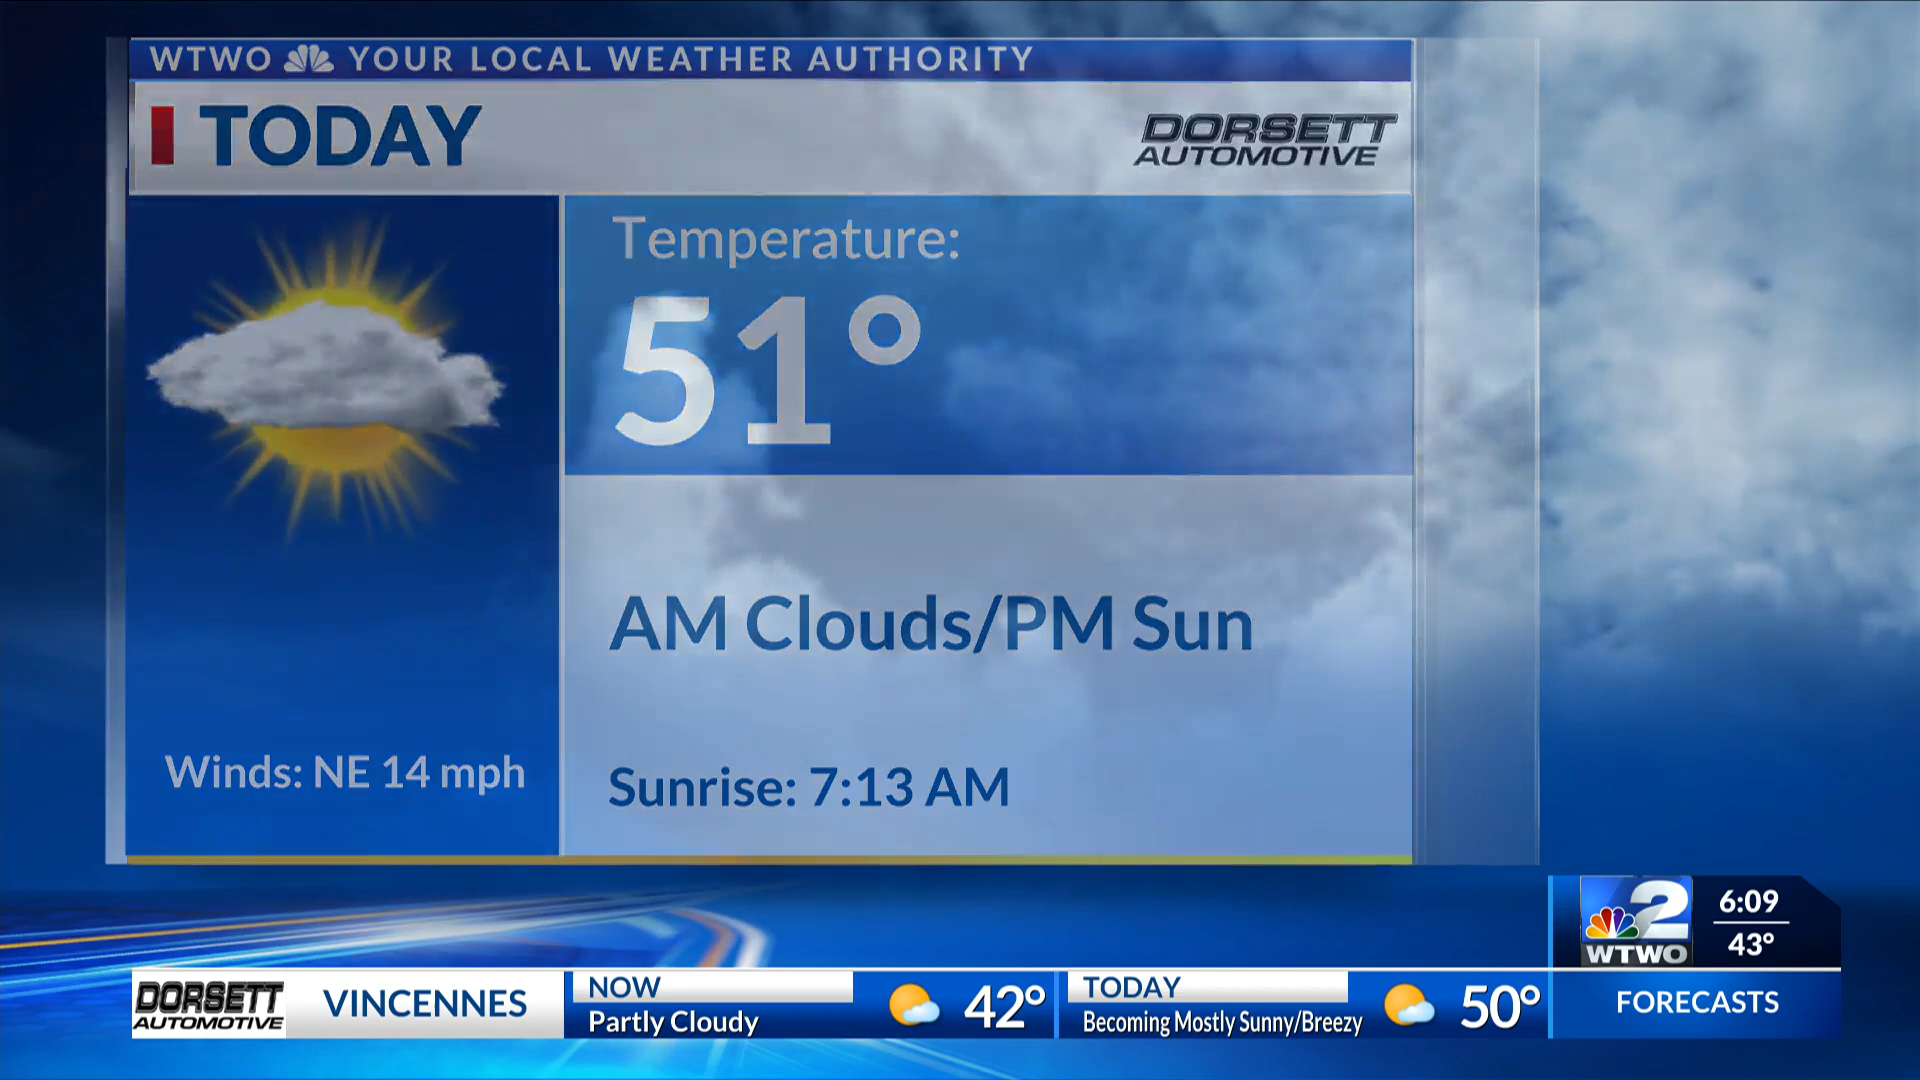 WTWO YOUR LOCAL WEATHER AUTHORITY
TODAY
DORSETT
AUTOMOTIVE
Temperature:
51°
AM Clouds/PM Sun
Winds: NE 14 mph
Sunrise: 7:13 AM
2
WTWO
6:09
43°
DORSETT
AUTOMOTIVE
VINCENNES
NOW
Partly Cloudy
42°
TODAY
Becoming Mostly Sunny/Breezy
50°
FORECASTS